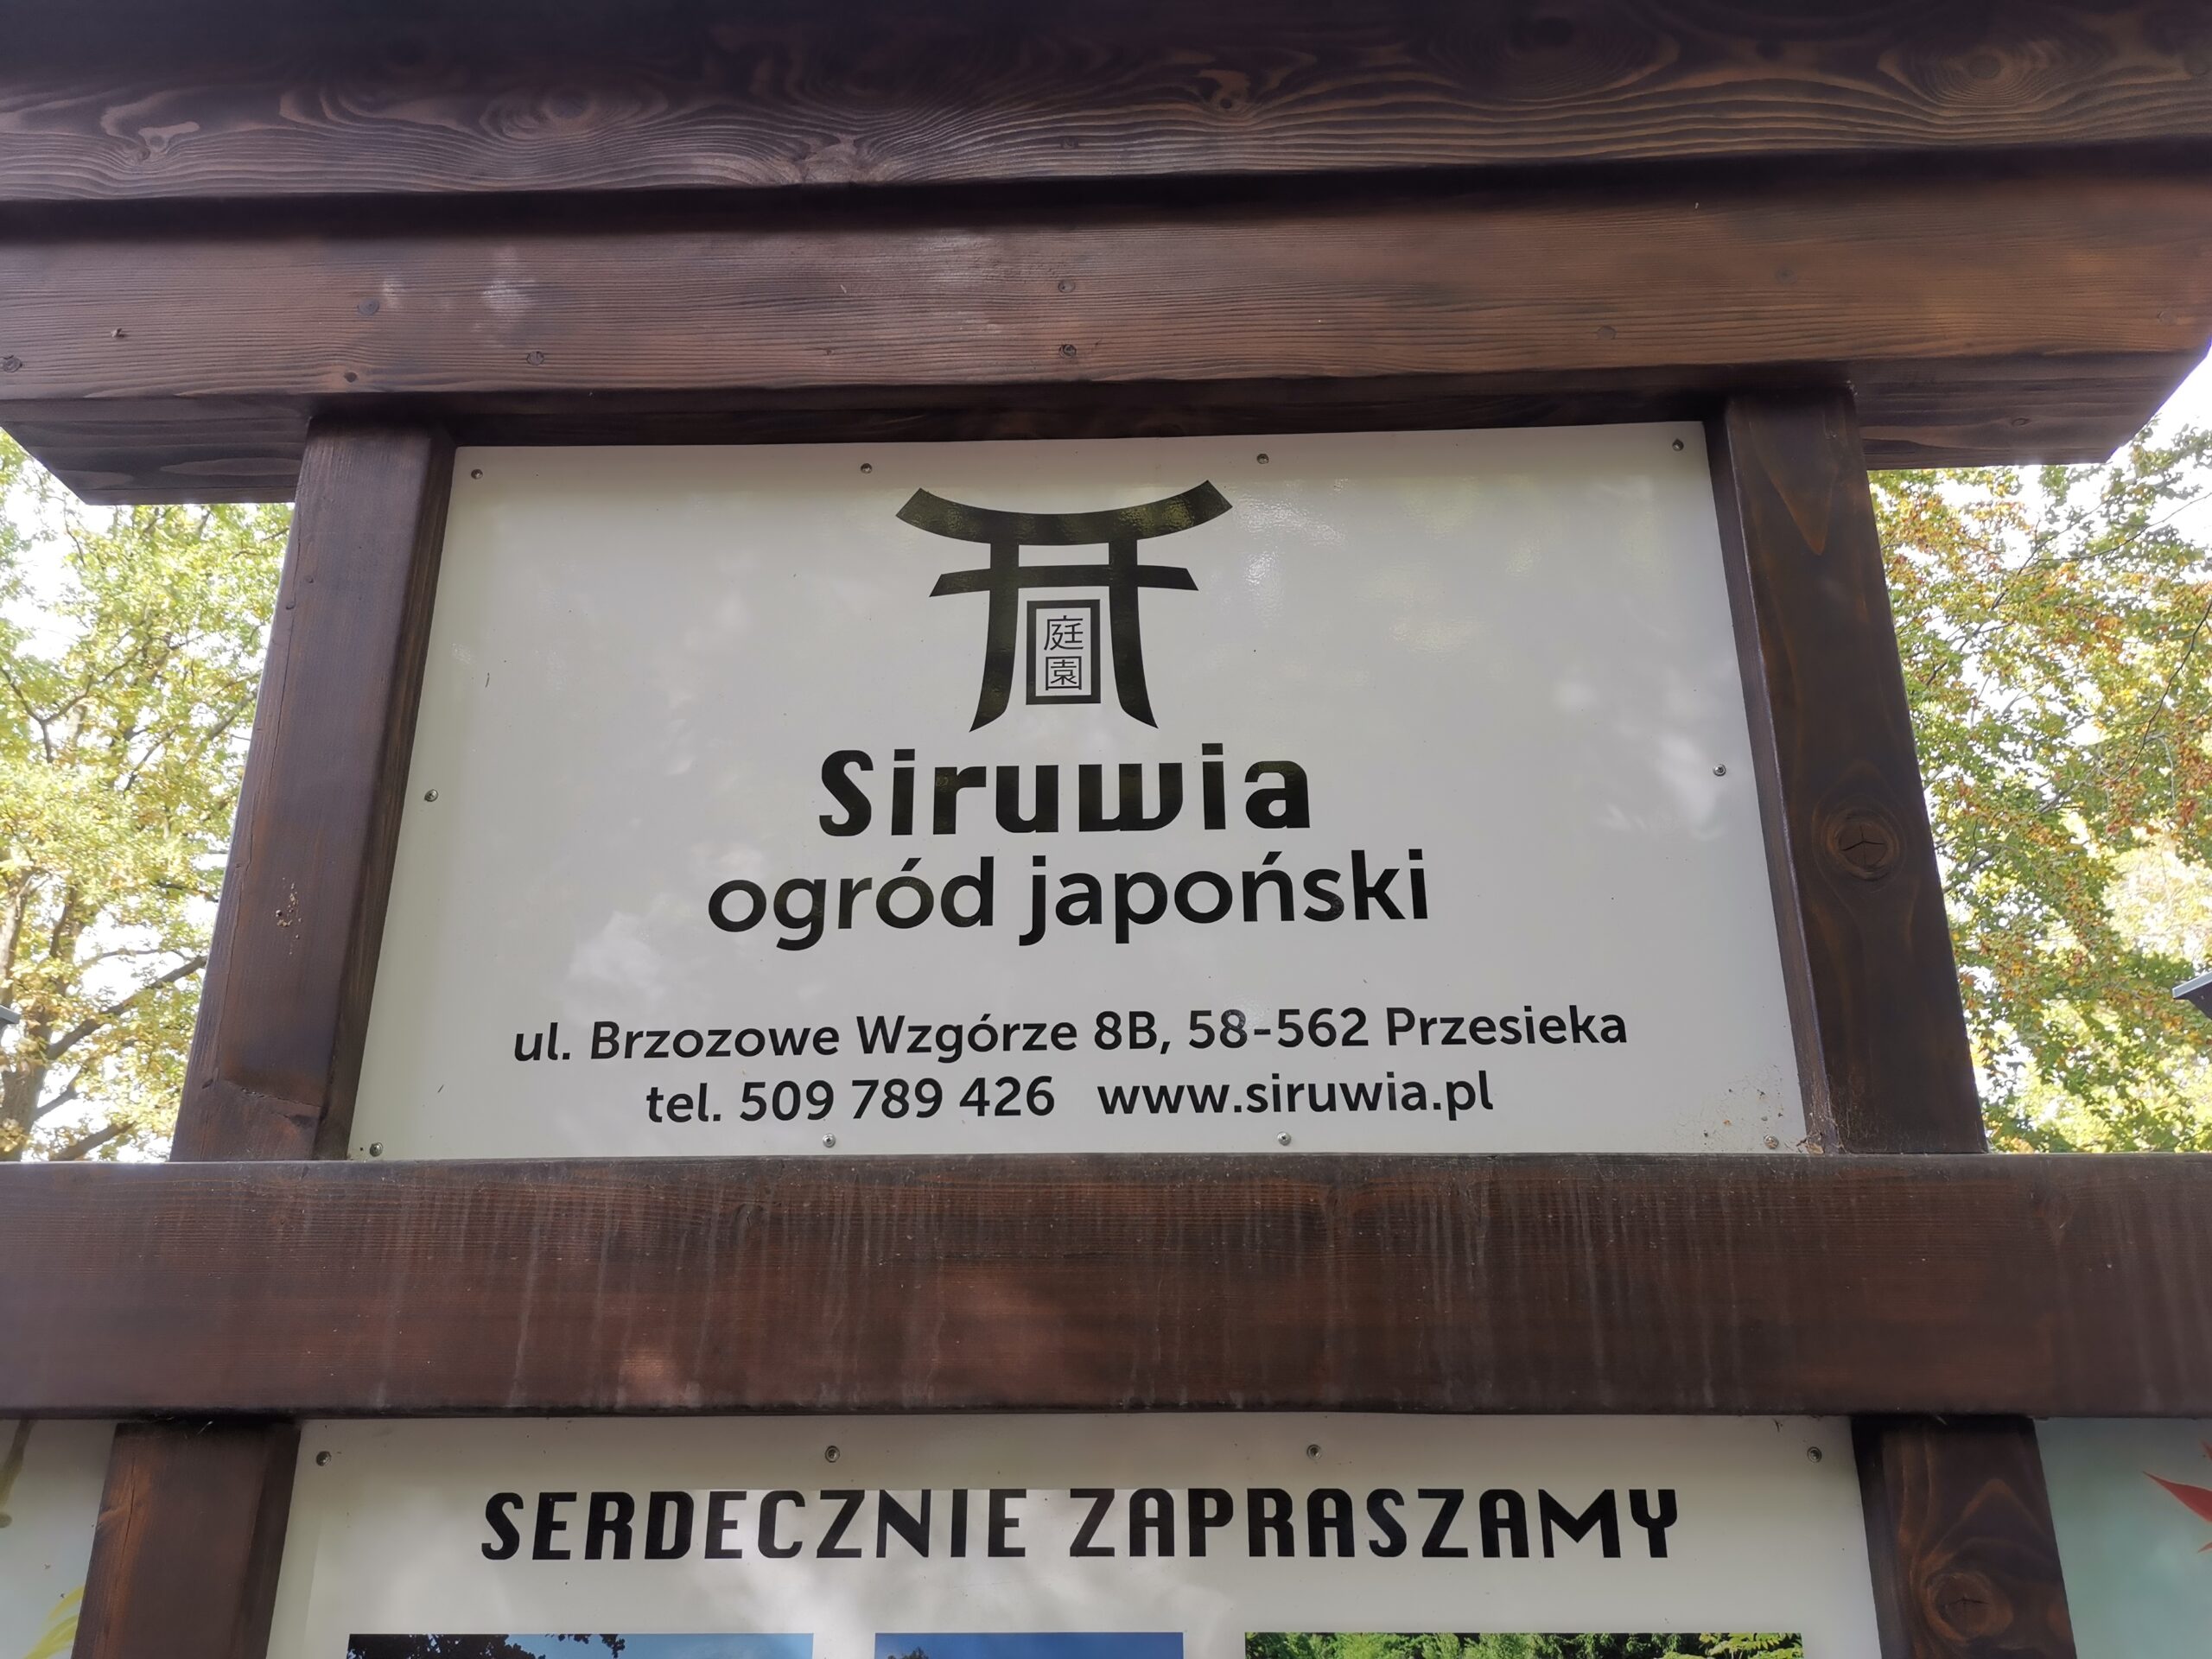 庭
園
Siruwia
ogród japoński
ul. Brzozowe Wzgórze 8B, 58-562 Przesieka
tel. 509 789 426 www.siruwia.pl
SERDECZNIE ZAPRASZAMY